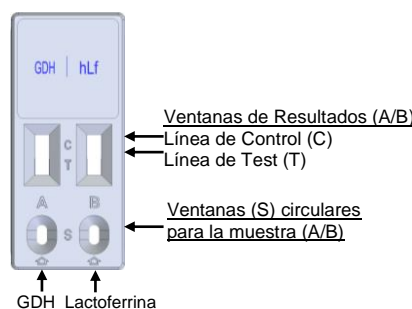 GDH hLf
Ventanas de Resultados (A/B)
C Línea de Control (C)
T Línea de Test (T)
A B
Ventanas (S) circulares
S para la muestra (A/B)
GDH Lactoferrina